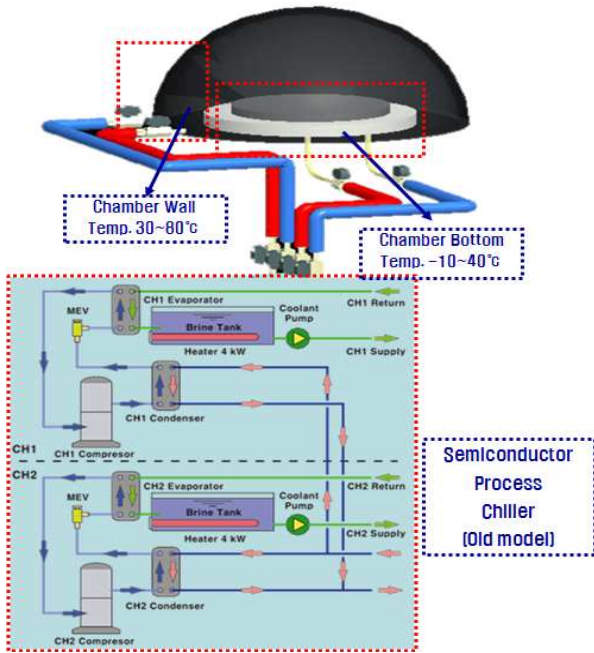 Chamber Wall
Temp. 30~80℃
Chamber Bottom
Temp. -10~40℃
CH1 Evaporator
Coolant
Pump
CH1 Return
MEV
Brine Tank
Heater 4 kW
CH1 Supply
CH1 Condenser
CH1 Compresor
CH1
CH2
CH2 Evaporator
Coolant
Pump
CH2 Return
MEV
Brine Tank
Heater 4 kW
CH2 Supply
CH2 Condenser
CH2 Compresor
Semiconductor
Process
Chiller
(Old model)